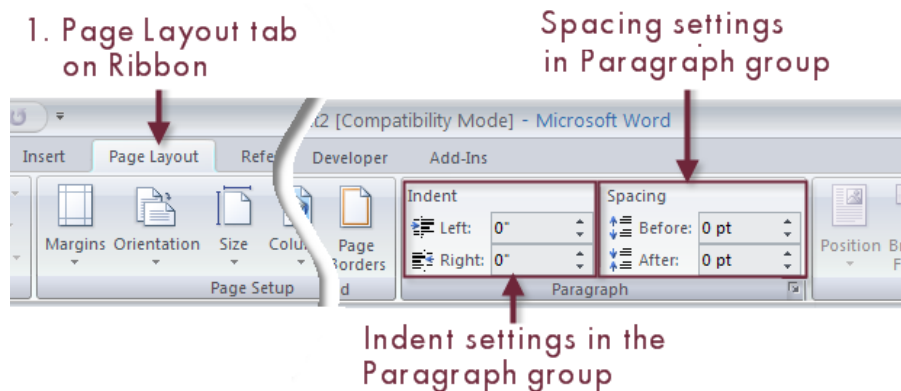 1. Page Layout tab
on Ribbon
Spacing settings
in Paragraph group
[Compatibility Mode] - Microsoft Word
Insert Page Layout Developer Add-Ins
Indent Spacing
Left: 0" Before: 0 pt
Right: 0" After: 0 pt
Margins Orientation Size Page Position
Borders
Page Setup Paragraph
Indent settings in the
Paragraph group